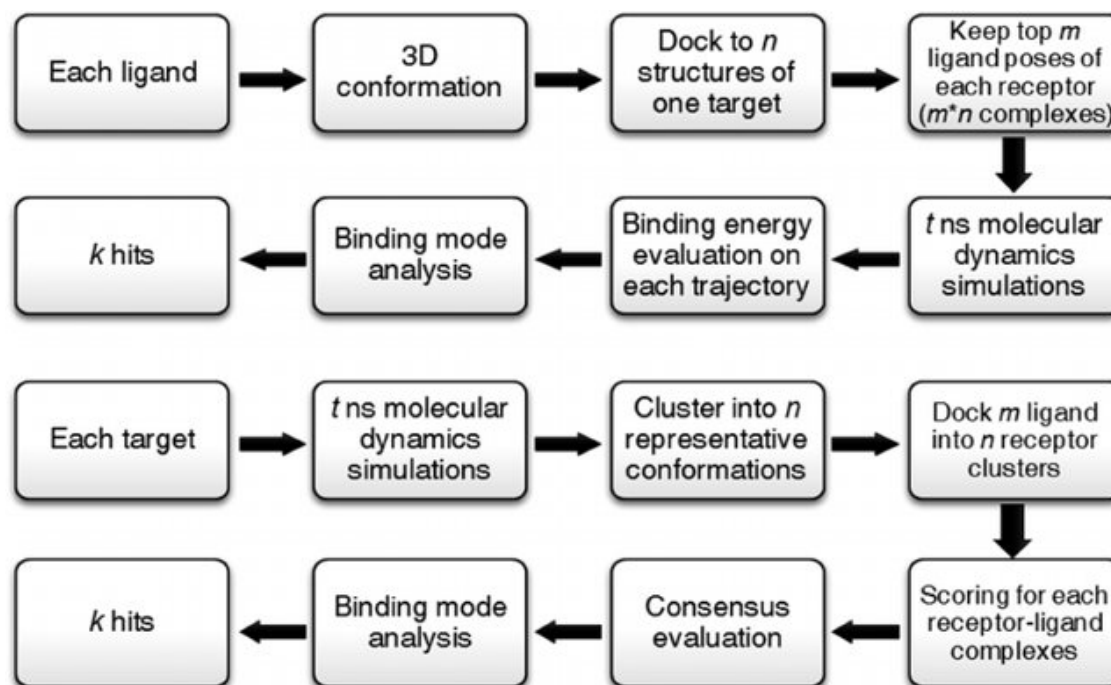 Each ligand
3D
conformation
Dock to n
structures of
one target
Keep top m
ligand poses of
each receptor
(m*n complexes)
t ns molecular
dynamics
simulations
Binding energy
evaluation on
each trajectory
Binding mode
analysis
k hits
Each target
t ns molecular
dynamics
simulations
Cluster into n
representative
conformations
Dock m ligand
into n receptor
clusters
Scoring for each
receptor-ligand
complexes
Consensus
evaluation
Binding mode
analysis
k hits